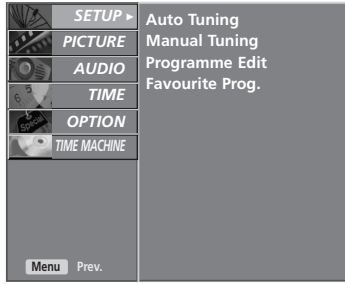 SETUP ▸
PICTURE
AUDIO
TIME
OPTION
TIME MACHINE
Auto Tuning
Manual Tuning
Programme Edit
Favourite Prog.
Menu Prev.